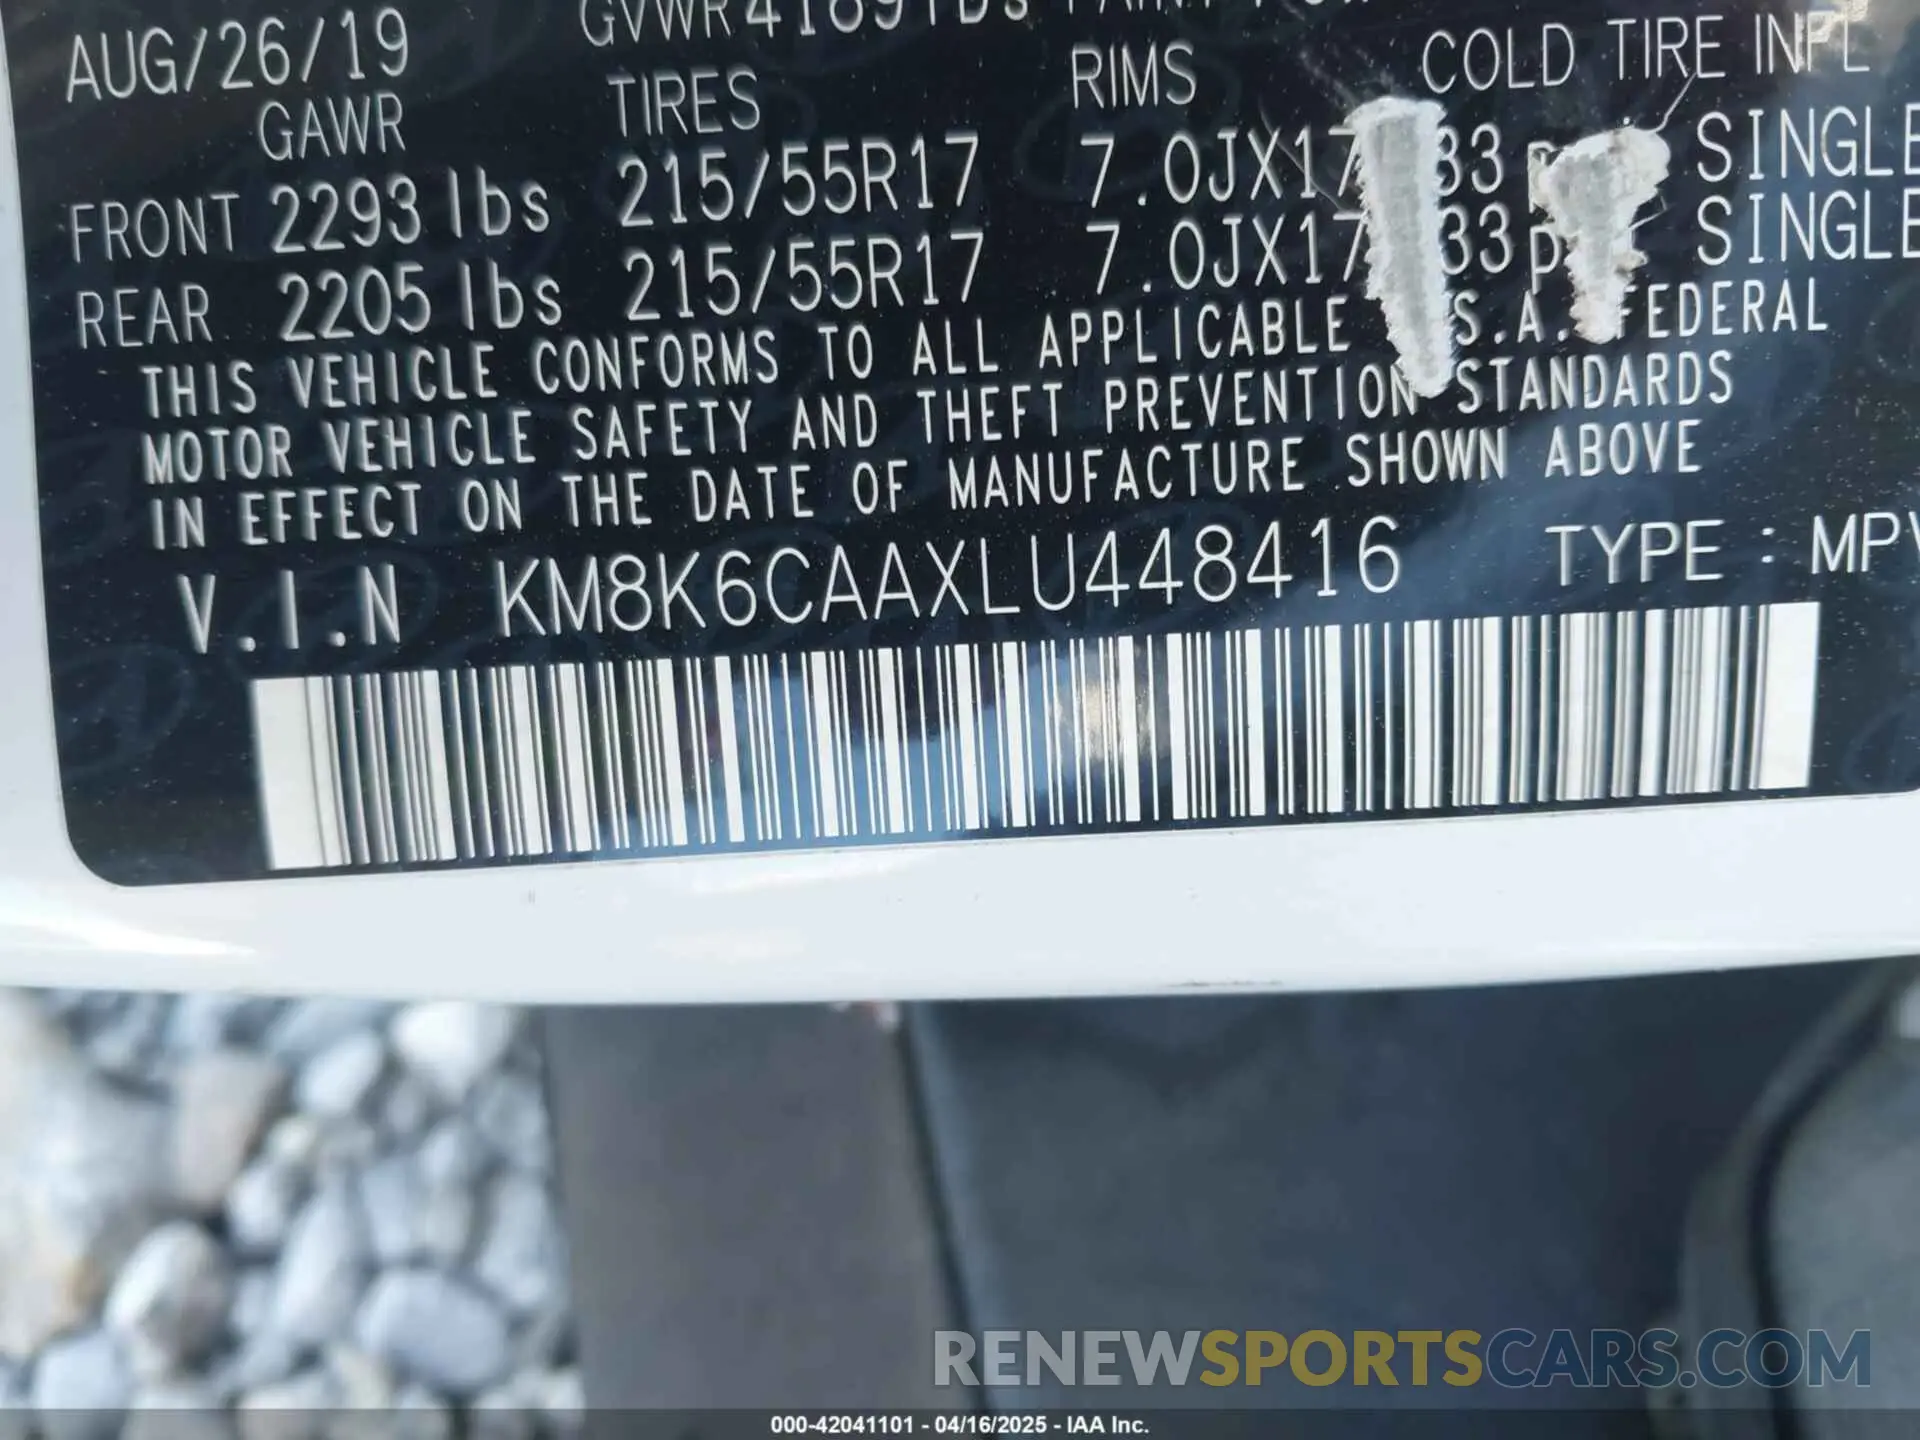 AUG/26/19
GAWR TIRES RIMS COLD TIRE INFL
FRONT 2293 lbs 215/55R17 7.0JX17 33 SINGLE
REAR 2205 lbs 215/55R17 7.0JX17 33 SINGLE
THIS VEHICLE CONFORMS TO ALL APPLICABLE S.A. FEDERAL
MOTOR VEHICLE SAFETY AND THEFT PREVENTION STANDARDS
IN EFFECT ON THE DATE OF MANUFACTURE SHOWN ABOVE
V.I.N KM8K6CAAXLU448416 TYPE : MPV
RENEWSPORTSCARS.COM
000-42041101 - 04/16/2025 - IAA Inc.